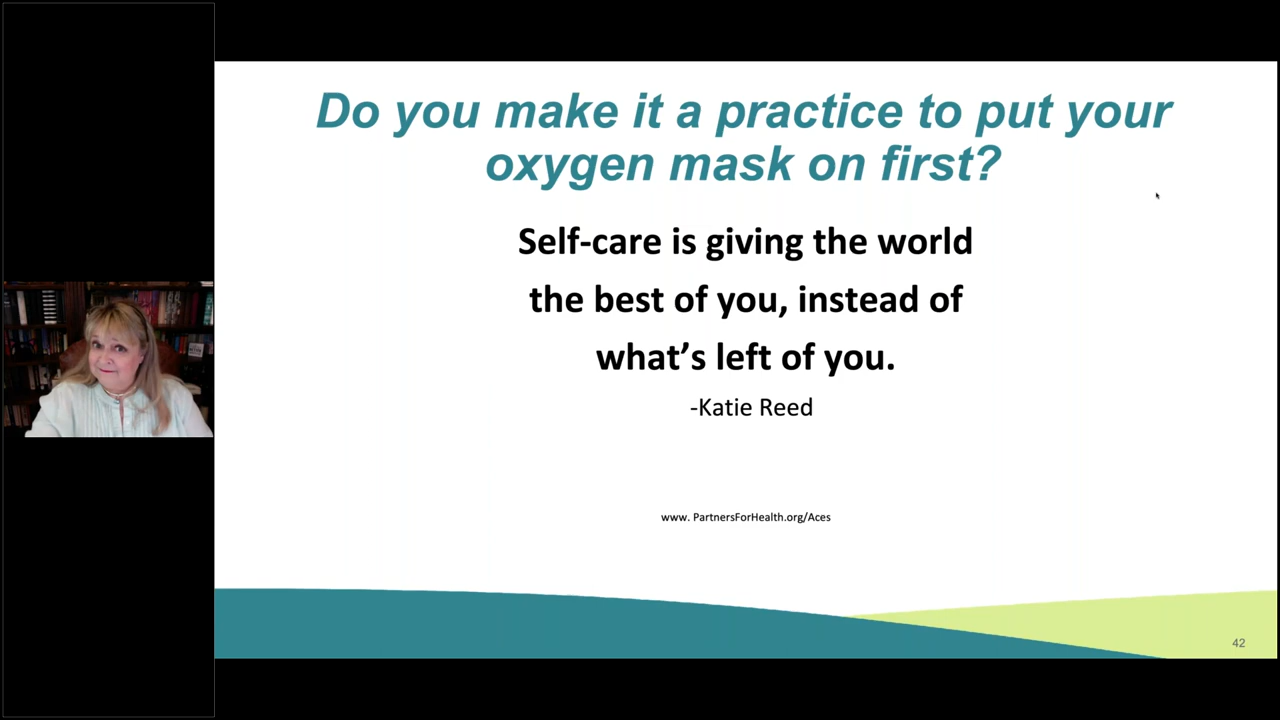 Do you make it a practice to put your
oxygen mask on first?
Self-care is giving the world
the best of you, instead of
what’s left of you.
-Katie Reed
www. PartnersForHealth.org/Aces
42